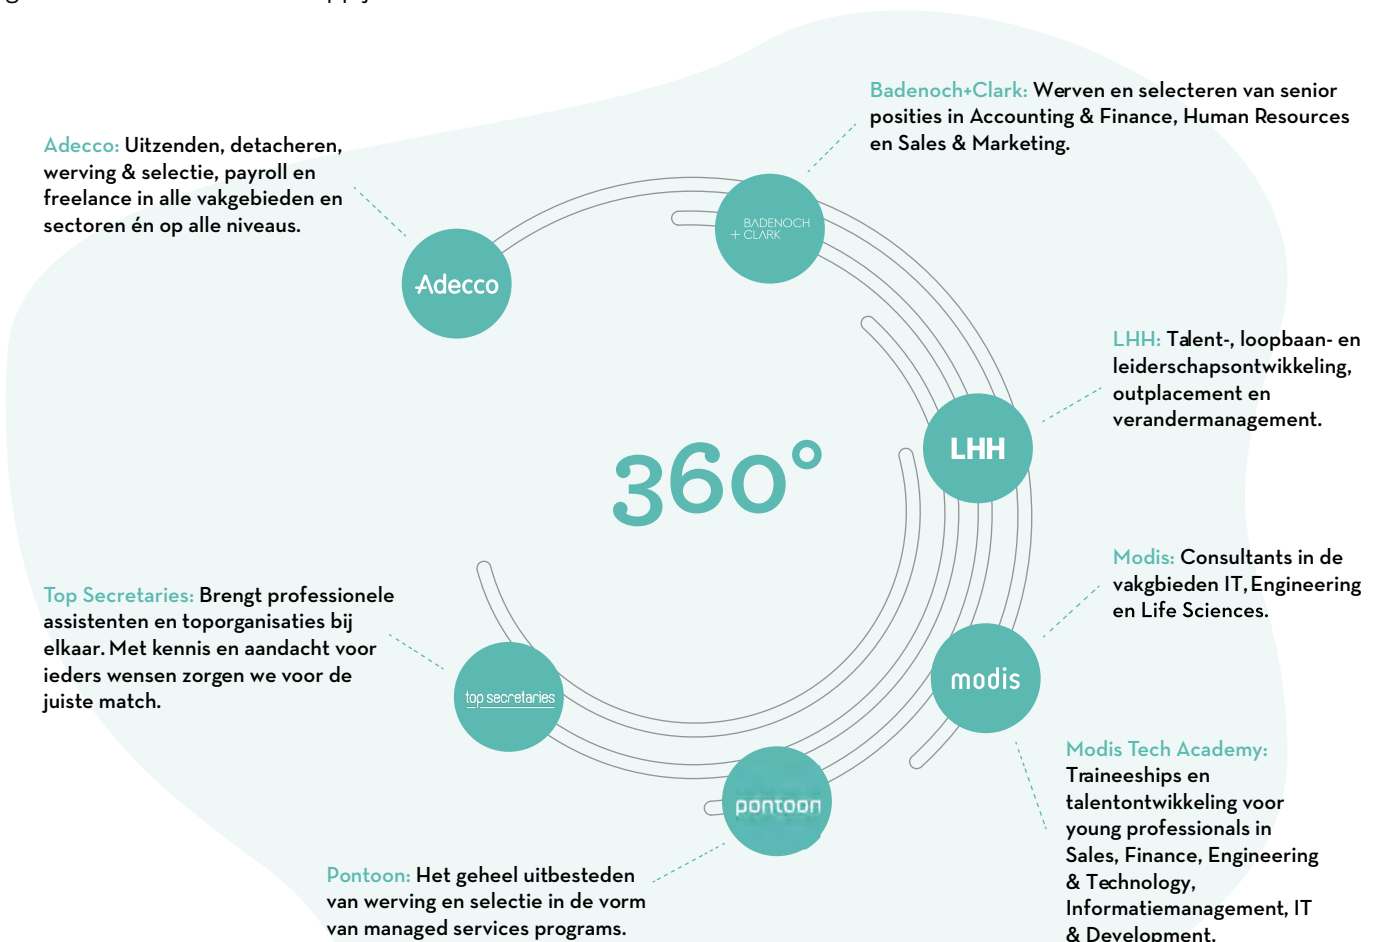 Badenoch+Clark: Werven en selecteren van senior
posities in Accounting & Finance, Human Resources
en Sales & Marketing.
Adecco: Uitzenden, detacheren,
werving & selectie, payroll en
freelance in alle vakgebieden en
sectoren én op alle niveaus.
BADENOCH
+ CLARK
Adecco
LHH: Talent-, loopbaan- en
leiderschapsontwikkeling,
outplacement en
verandermanagement.
LHH
360°
Modis: Consultants in de
vakgbieden IT, Engineering
en Life Sciences.
Top Secretaries: Brengt professionele
assistenten en toporganisaties bij
elkaar. Met kennis en aandacht voor
ieders wensen zorgen we voor de
juiste match.
modis
top secretaries
Modis Tech Academy:
Traineeships en
talentontwikkeling voor
young professionals in
Sales, Finance, Engineering
& Technology,
Informatiemanagement, IT
& Development.
pontoon
Pontoon: Het geheel uitbesteden
van werving en selectie in de vorm
van managed services programs.